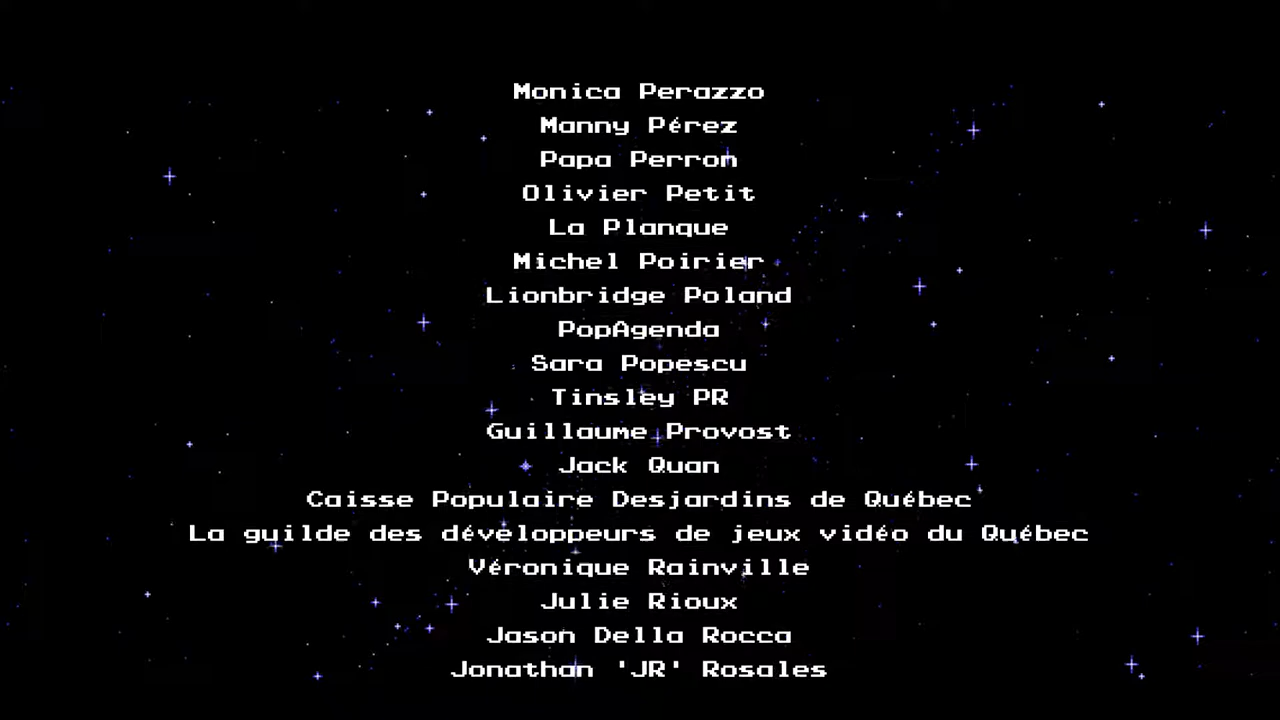 Monica Perazzo
Manny Pérez
Papa Perron
Olivier Petit
La Planque
Michel Poirier
Lionbridge Poland
PopAgenda
Sara Popescu
Tinsley PR
Guillaume Provost
Jack Quan
Caisse Populaire Desjardins de Québec
La guilde des développeurs de jeux vidéo du Québec
Véronique Rainville
Julie Rioux
Jason Della Rocca
Jonathan 'JR' Rosales